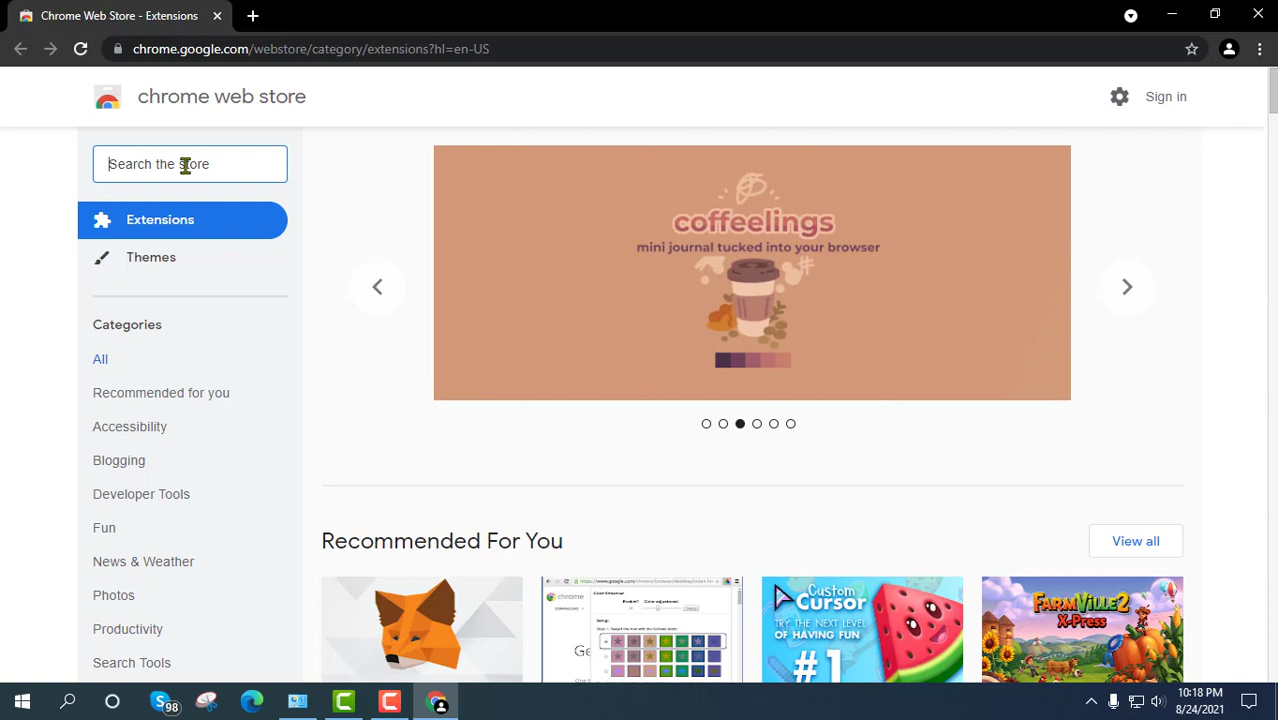 Chrome Web Store - Extensions
chrome.google.com/webstore/category/extensions?hl=en-US
chrome web store
Sign in
Search the store
Extensions
Themes
Categories
All
Recommended for you
Accessibility
Blogging
Developer Tools
Fun
News & Weather
Photos
Productivity
Search Tools
coffeelings
mini journal tucked into your browser
Recommended For You
View all
Custom
Cursor
TRY THE NEXT LEVEL
OF HAVING FUN
#1
FARMVILLE 2
X-PRESS
98
10:18 PM
8/24/2021